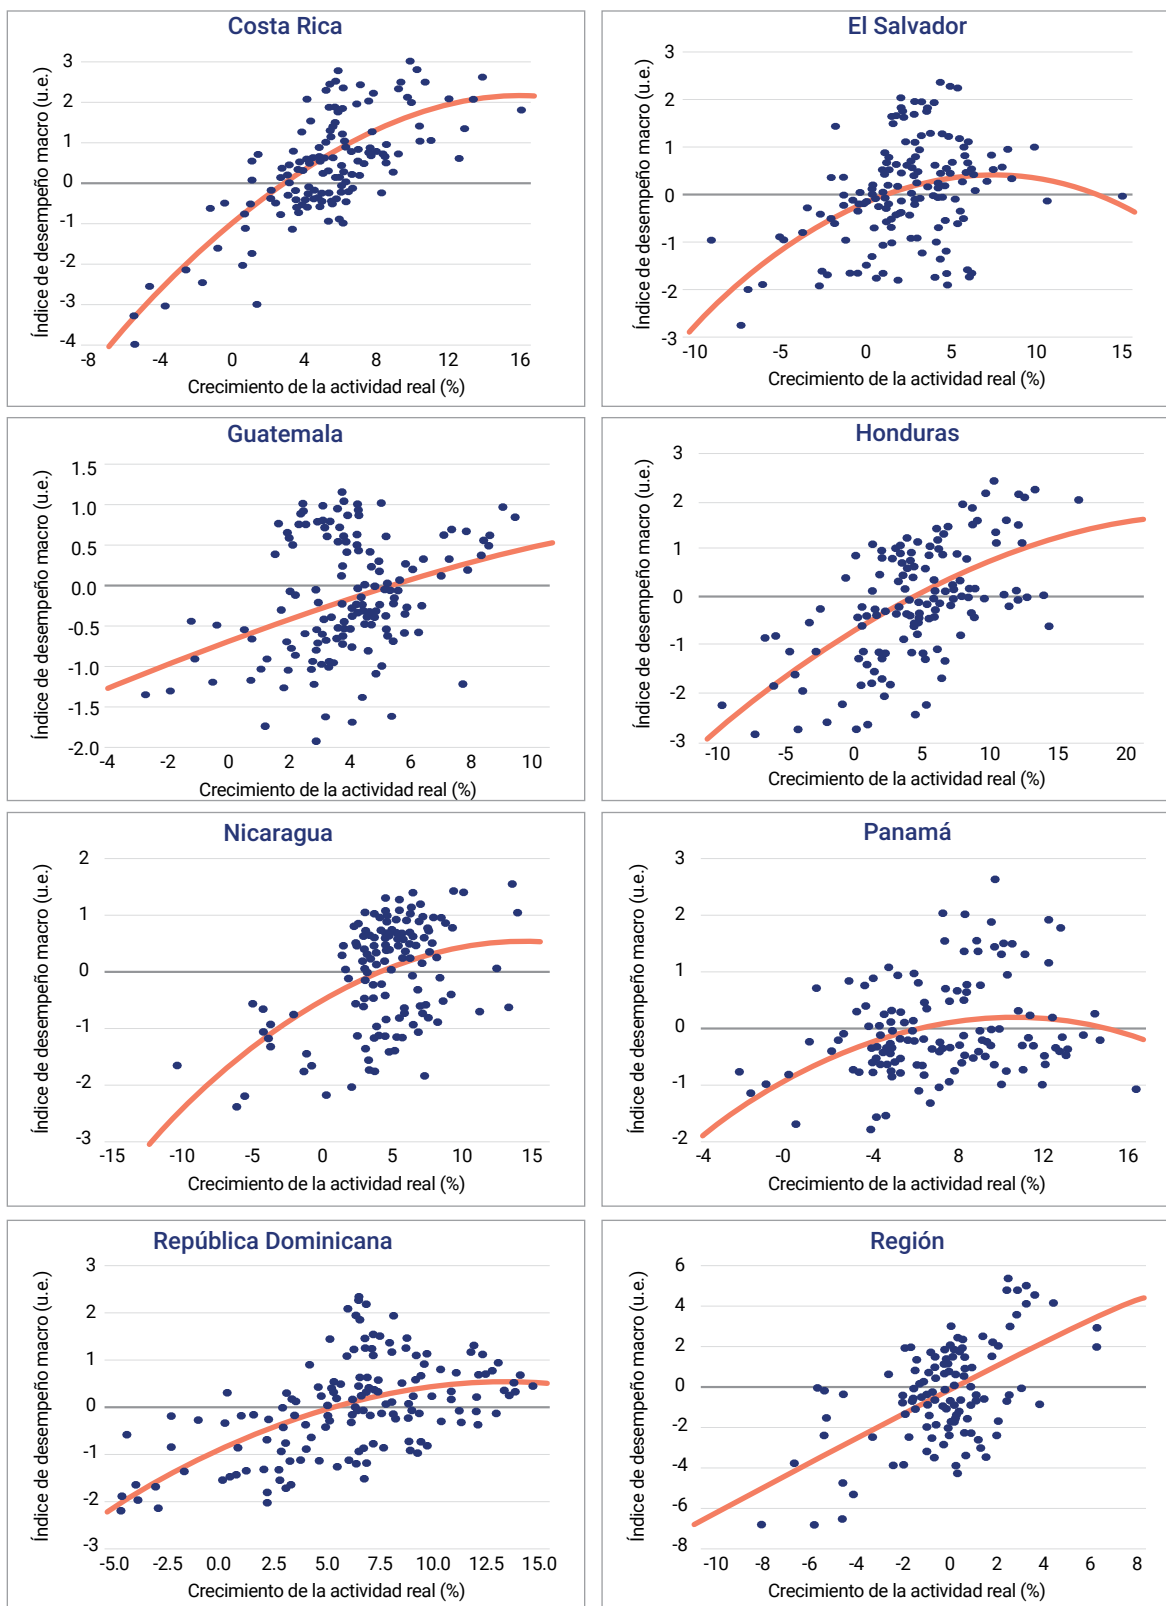 Costa Rica
Índice de desempeño macro (u.e.)
3
2
1
0
-1
-2
-3
-4
-8 -4 0 4 8 12 16
Crecimiento de la actividad real (%)
El Salvador
Índice de desempeño macro (u.e.)
3
2
1
0
-1
-2
-3
-10 -5 0 5 10 15
Crecimiento de la actividad real (%)
Guatemala
Índice de desempeño macro (u.e.)
1.5
1.0
0.5
0.0
-0.5
-1.0
-1.5
-2.0
-4 -2 0 2 4 6 8 10
Crecimiento de la actividad real (%)
Honduras
Índice de desempeño macro (u.e.)
3
2
1
0
-1
-2
-3
-10 -5 0 5 10 15 20
Crecimiento de la actividad real (%)
Nicaragua
Índice de desempeño macro (u.e.)
2
1
0
-1
-2
-3
-15 -10 -5 0 5 10 15
Crecimiento de la actividad real (%)
Panamá
Índice de desempeño macro (u.e.)
3
2
1
0
-1
-2
-4 -0 -4 8 12 16
Crecimiento de la actividad real (%)
República Dominicana
Índice de desempeño macro (u.e.)
3
2
1
0
-1
-2
-3
-5.0 -2.5 0.0 2.5 5.0 7.5 10.0 12.5 15.0
Crecimiento de la actividad real (%)
Región
Índice de desempeño macro (u.e.)
6
4
2
0
-2
-4
-6
-8
-10 -8 -6 -4 -2 0 2 4 6 8
Crecimiento de la actividad real (%)